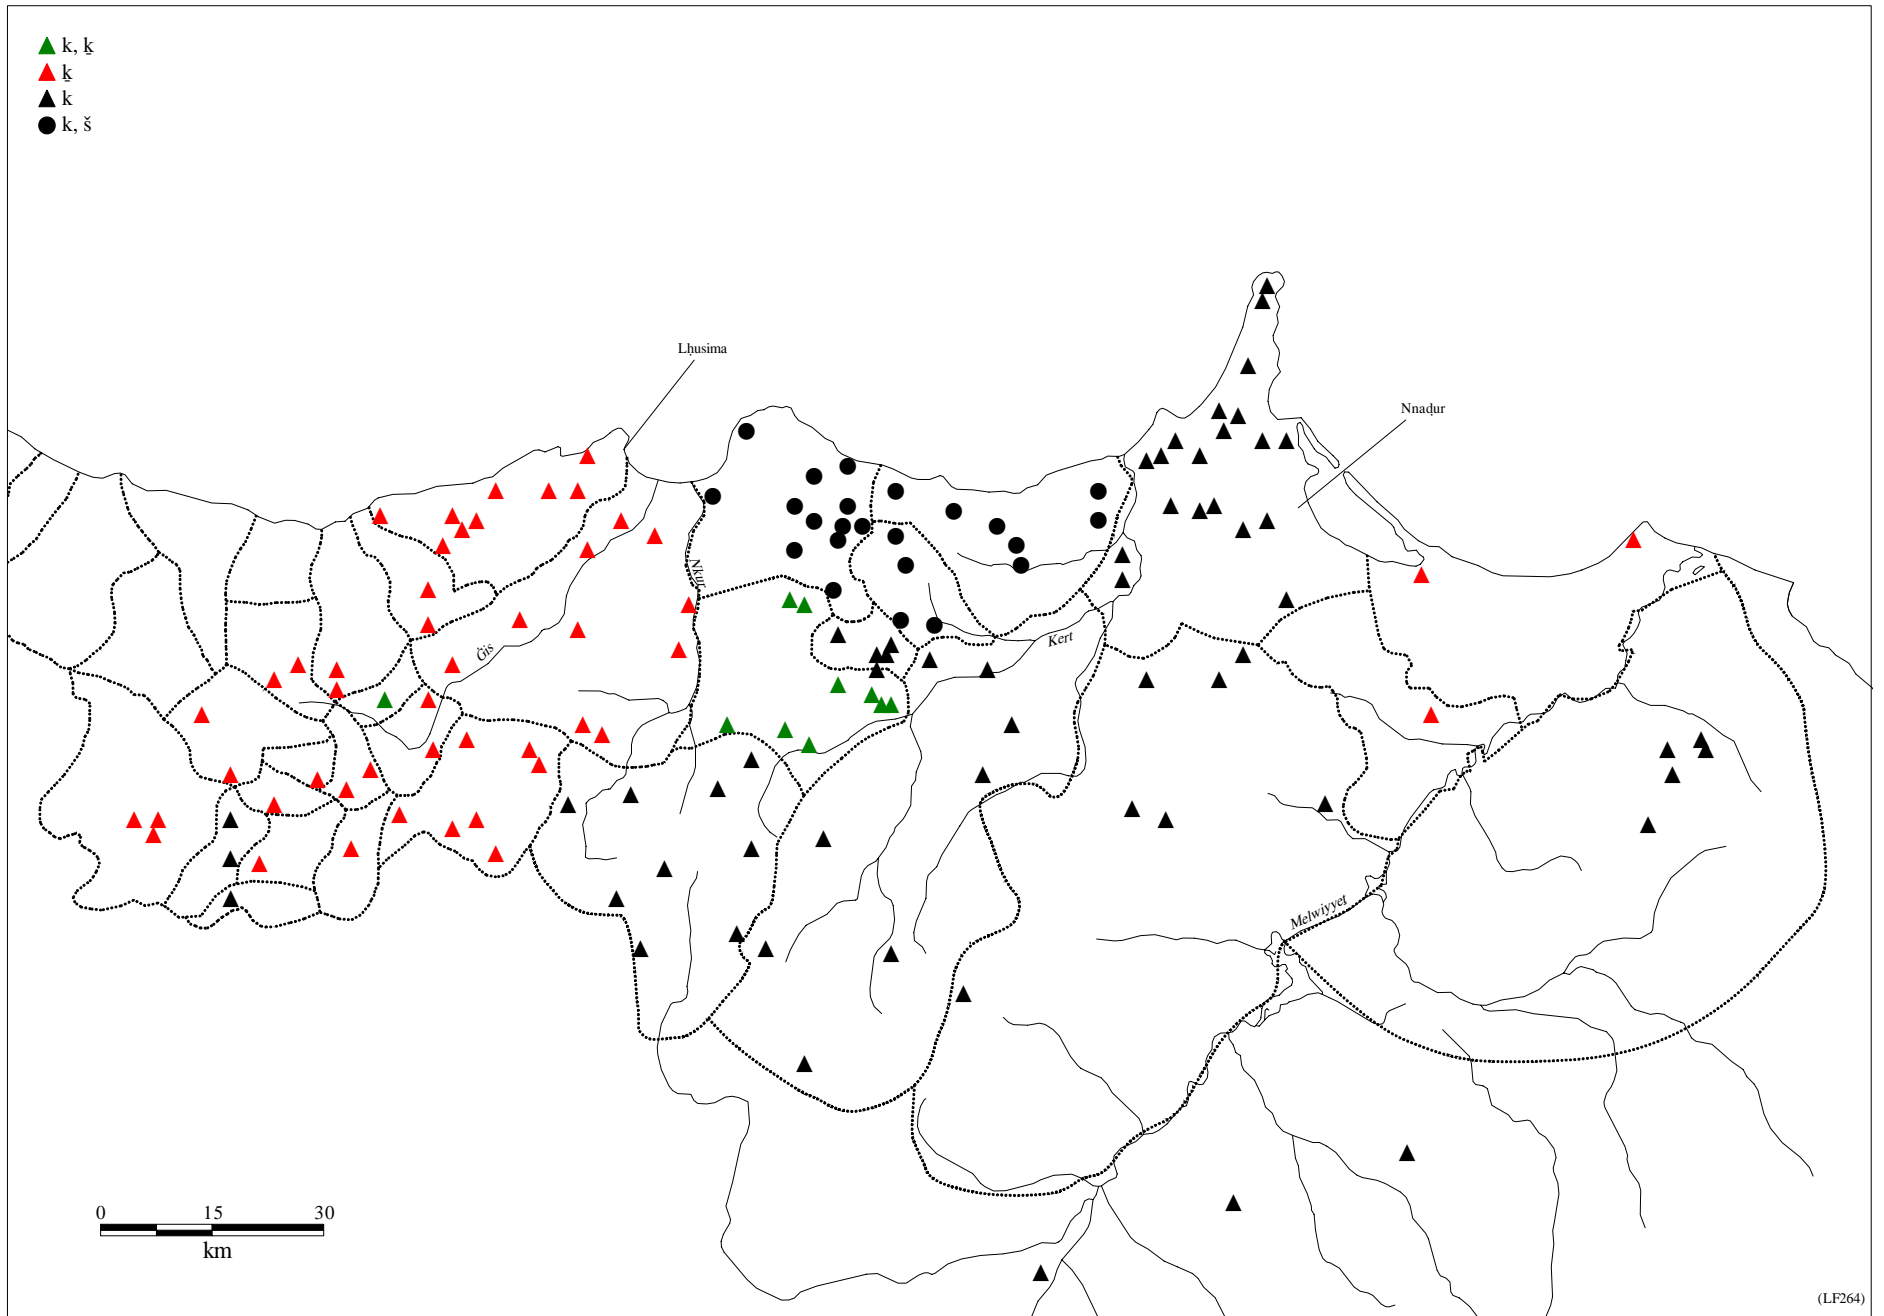 k, ḵ
ḵ
k
k, š
Lḥusima
Nnaḍur
Nkur
Ɣis
Kert
Melwiyyet
0 15 30
km
(LF264)